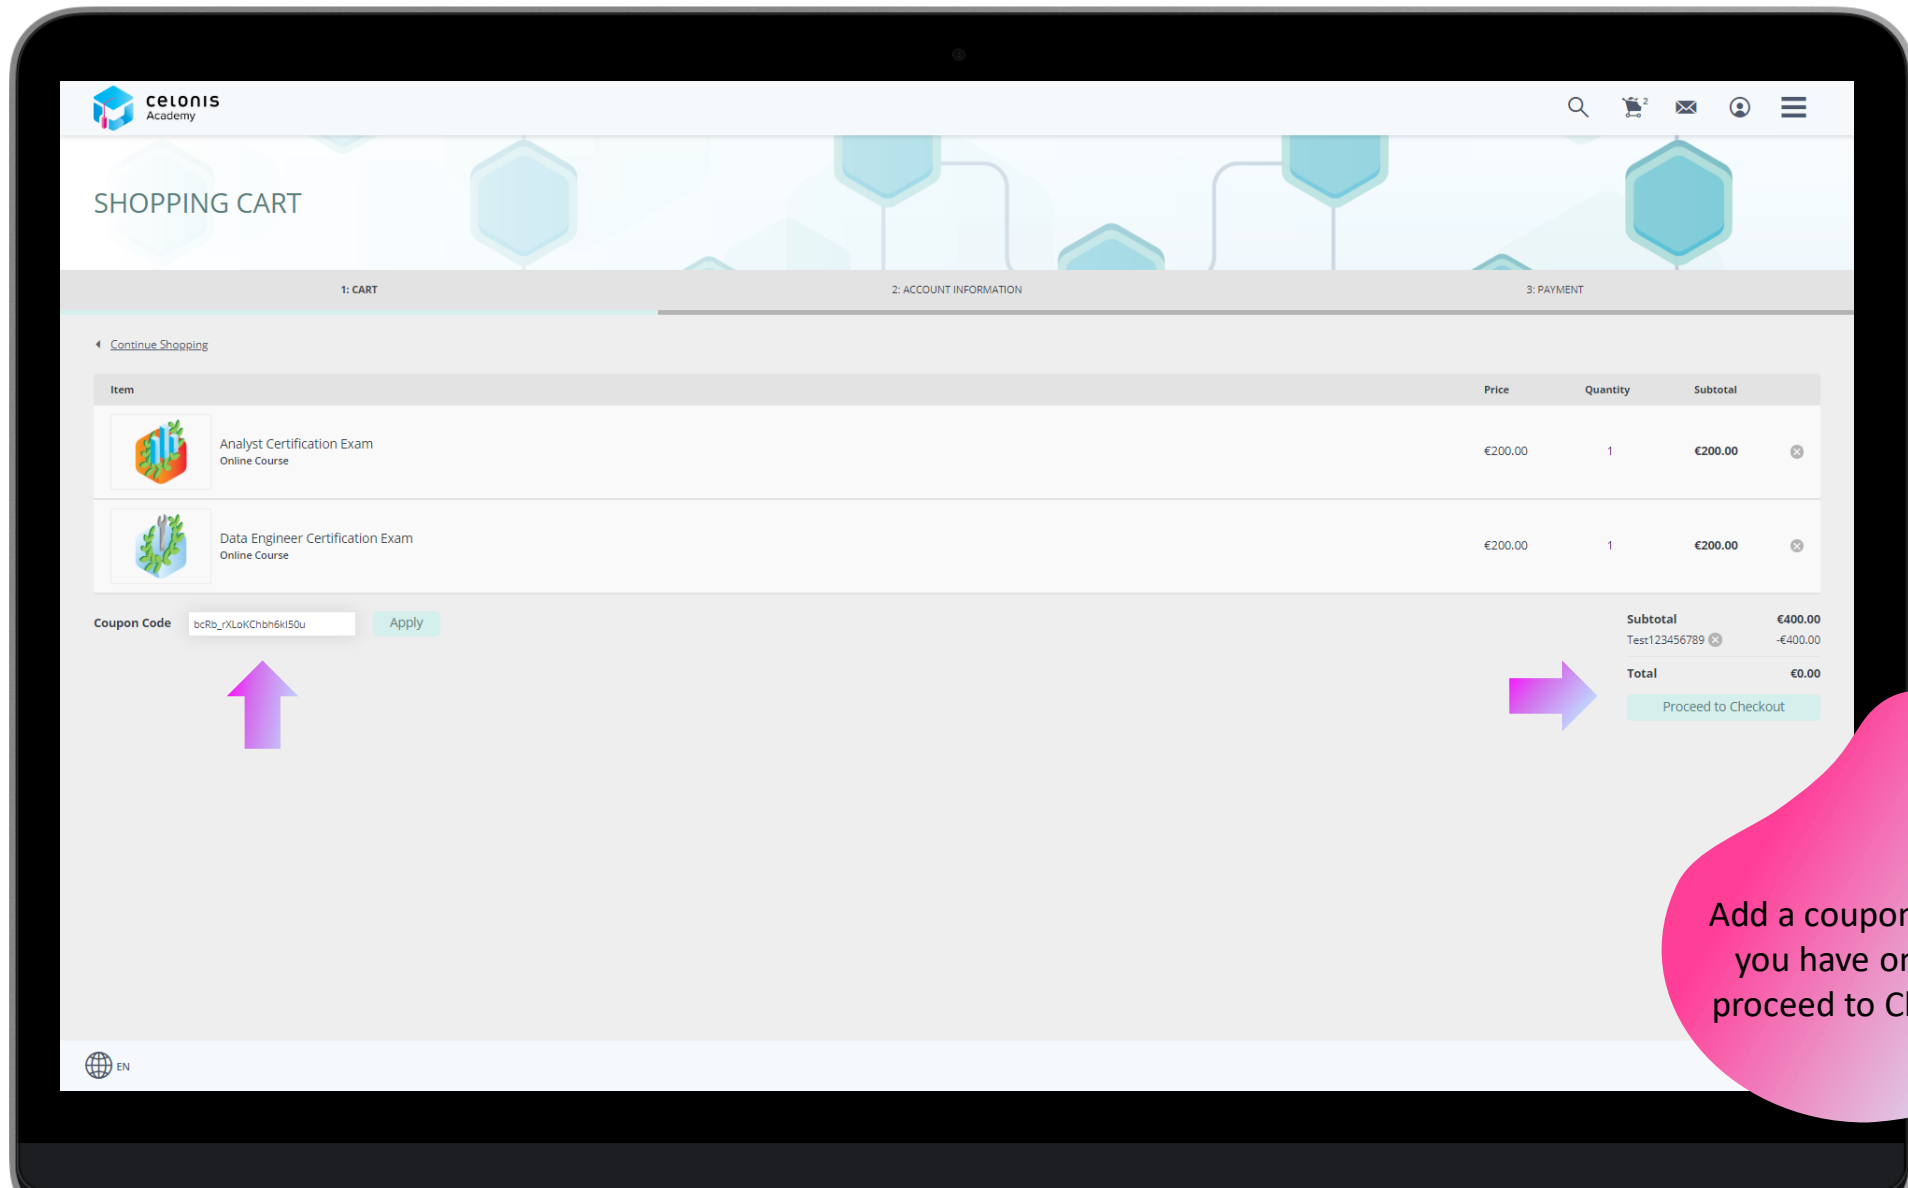 celonis
Academy
2
SHOPPING CART
1: CART 2: ACCOUNT INFORMATION 3: PAYMENT
Continue Shopping
Item Price Quantity Subtotal
Analyst Certification Exam
Online Course
€200.00 1 €200.00
Data Engineer Certification Exam
Online Course
€200.00 1 €200.00
Coupon Code bcRb_rXLoKChbh6kI50u Apply
Subtotal €400.00
Test123456789 -€400.00
Total €0.00
Proceed to Checkout
Add a coupon
you have or
proceed to
EN